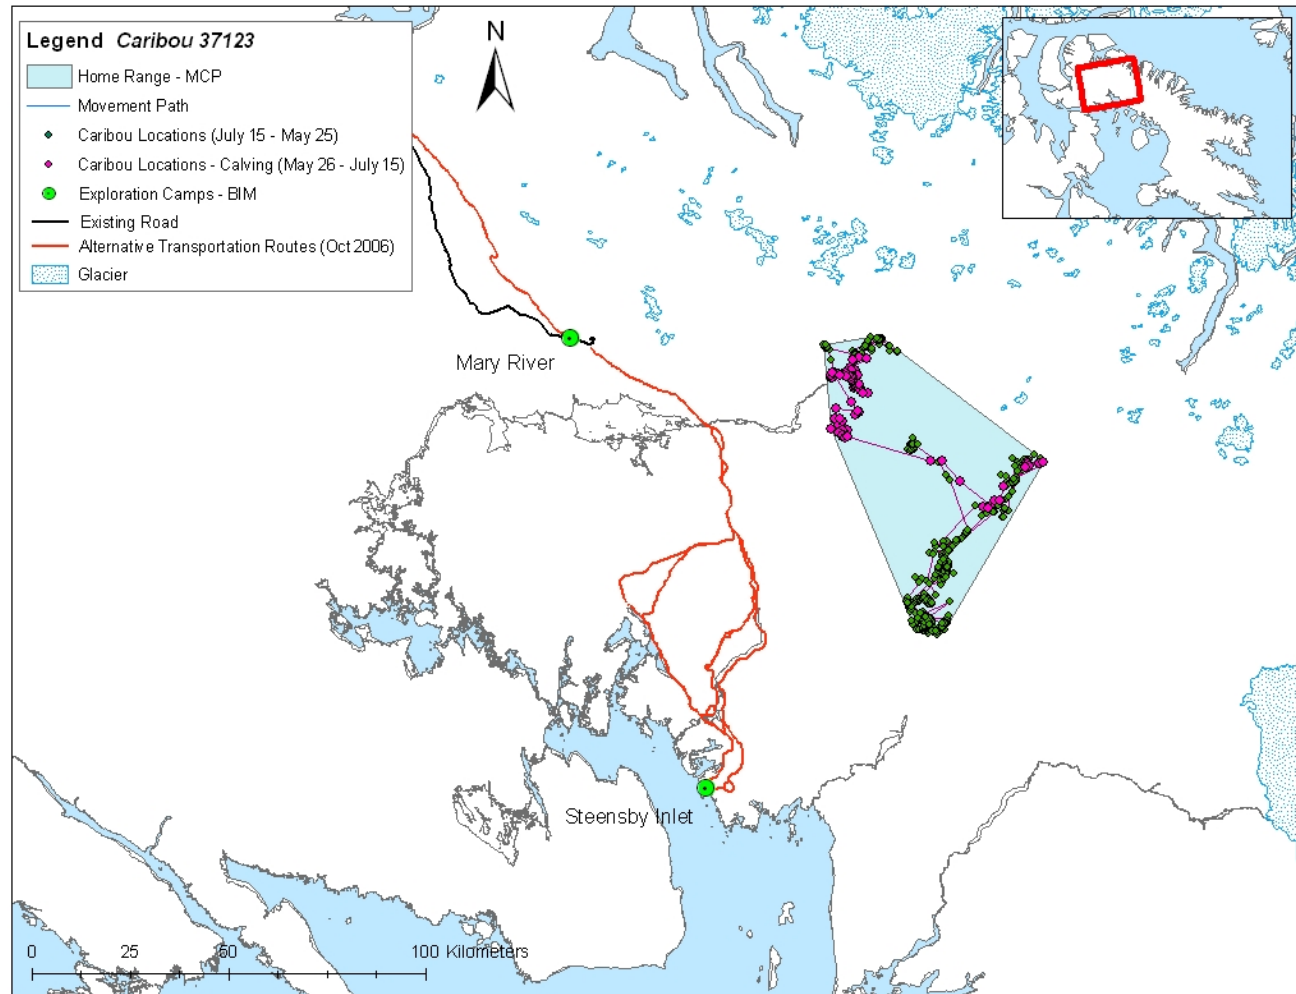 Legend Caribou 37123
Home Range - MCP
Movement Path
Caribou Locations (July 15 - May 25)
Caribou Locations - Calving (May 26 - July 15)
Exploration Camps - BIM
Existing Road
Alternative Transportation Routes (Oct 2006)
Glacier
N
Mary River
Steensby Inlet
0 25 50 100 Kilometers